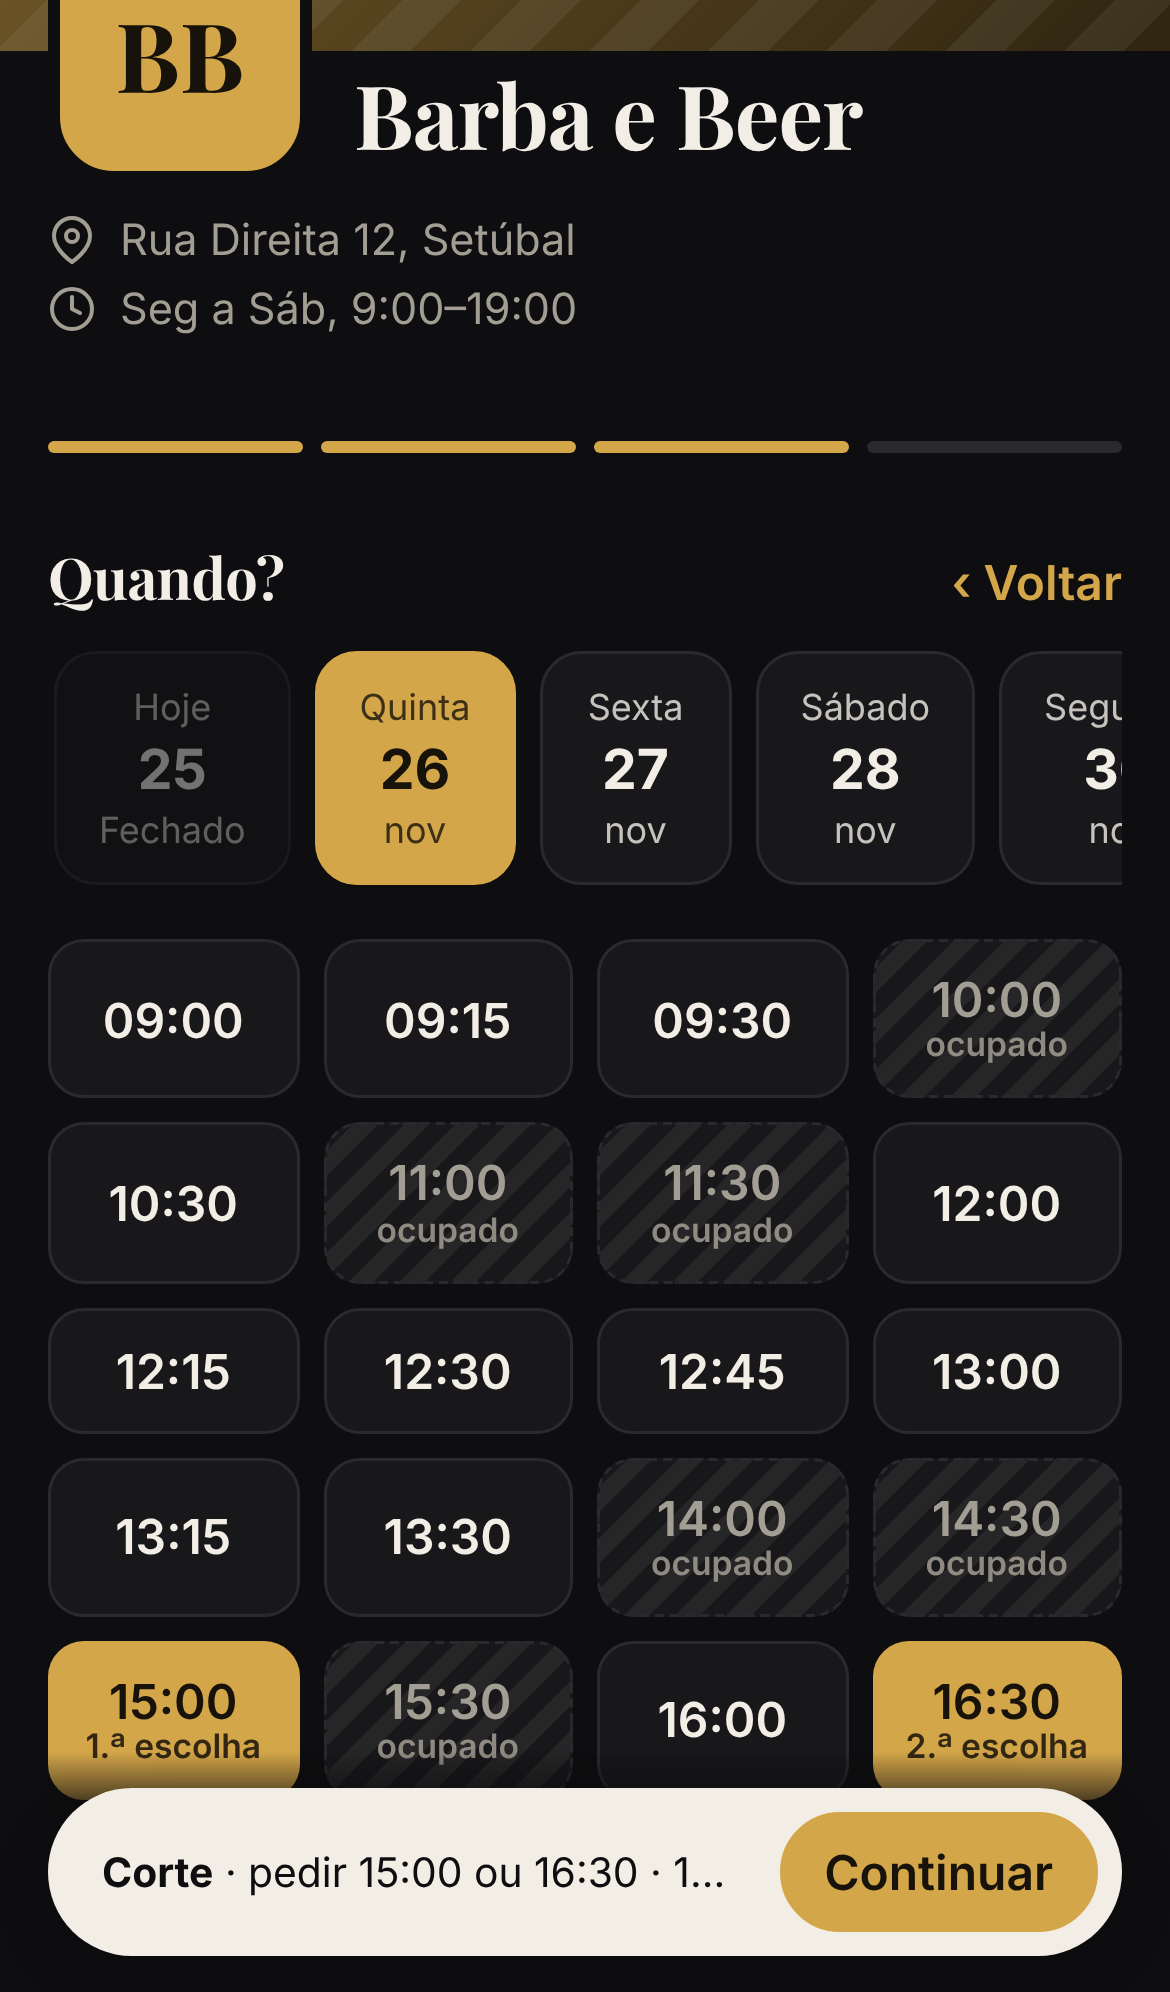 BB
Barba e Beer
Rua Direita 12, Setúbal
Seg a Sáb, 9:00–19:00
Quando?
‹ Voltar
Hoje
25
Fechado
Quinta
26
nov
Sexta
27
nov
Sábado
28
nov
Segu
3
no
09:00
09:15
09:30
10:00
ocupado
10:30
11:00
ocupado
11:30
ocupado
12:00
12:15
12:30
12:45
13:00
13:15
13:30
14:00
ocupado
14:30
ocupado
15:00
1.ª escolha
15:30
ocupado
16:00
16:30
2.ª escolha
Corte · pedir 15:00 ou 16:30 · 1...
Continuar